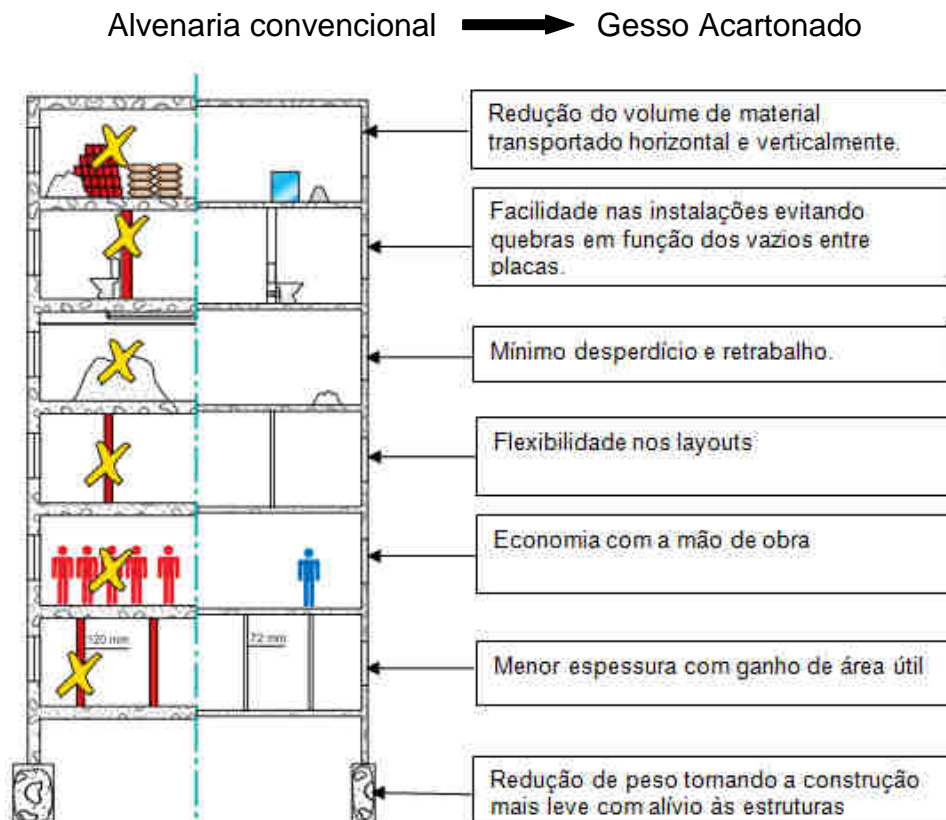 Alvenaria convencional Gesso Acartonado
Redução do volume de material
transportado horizontal e verticalmente.
Facilidade nas instalações evitando
quebras em função dos vazios entre
placas.
Mínimo desperdício e retrabalho.
Flexibilidade nos layouts
Economia com a mão de obra
120 mm 72 mm
Menor espessura com ganho de área útil
Redução de peso tornando a construção
mais leve com alívio às estruturas